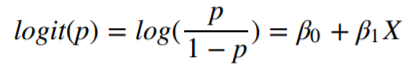 logit(p) = log(p/(1 − p)) = β₀ + β₁X